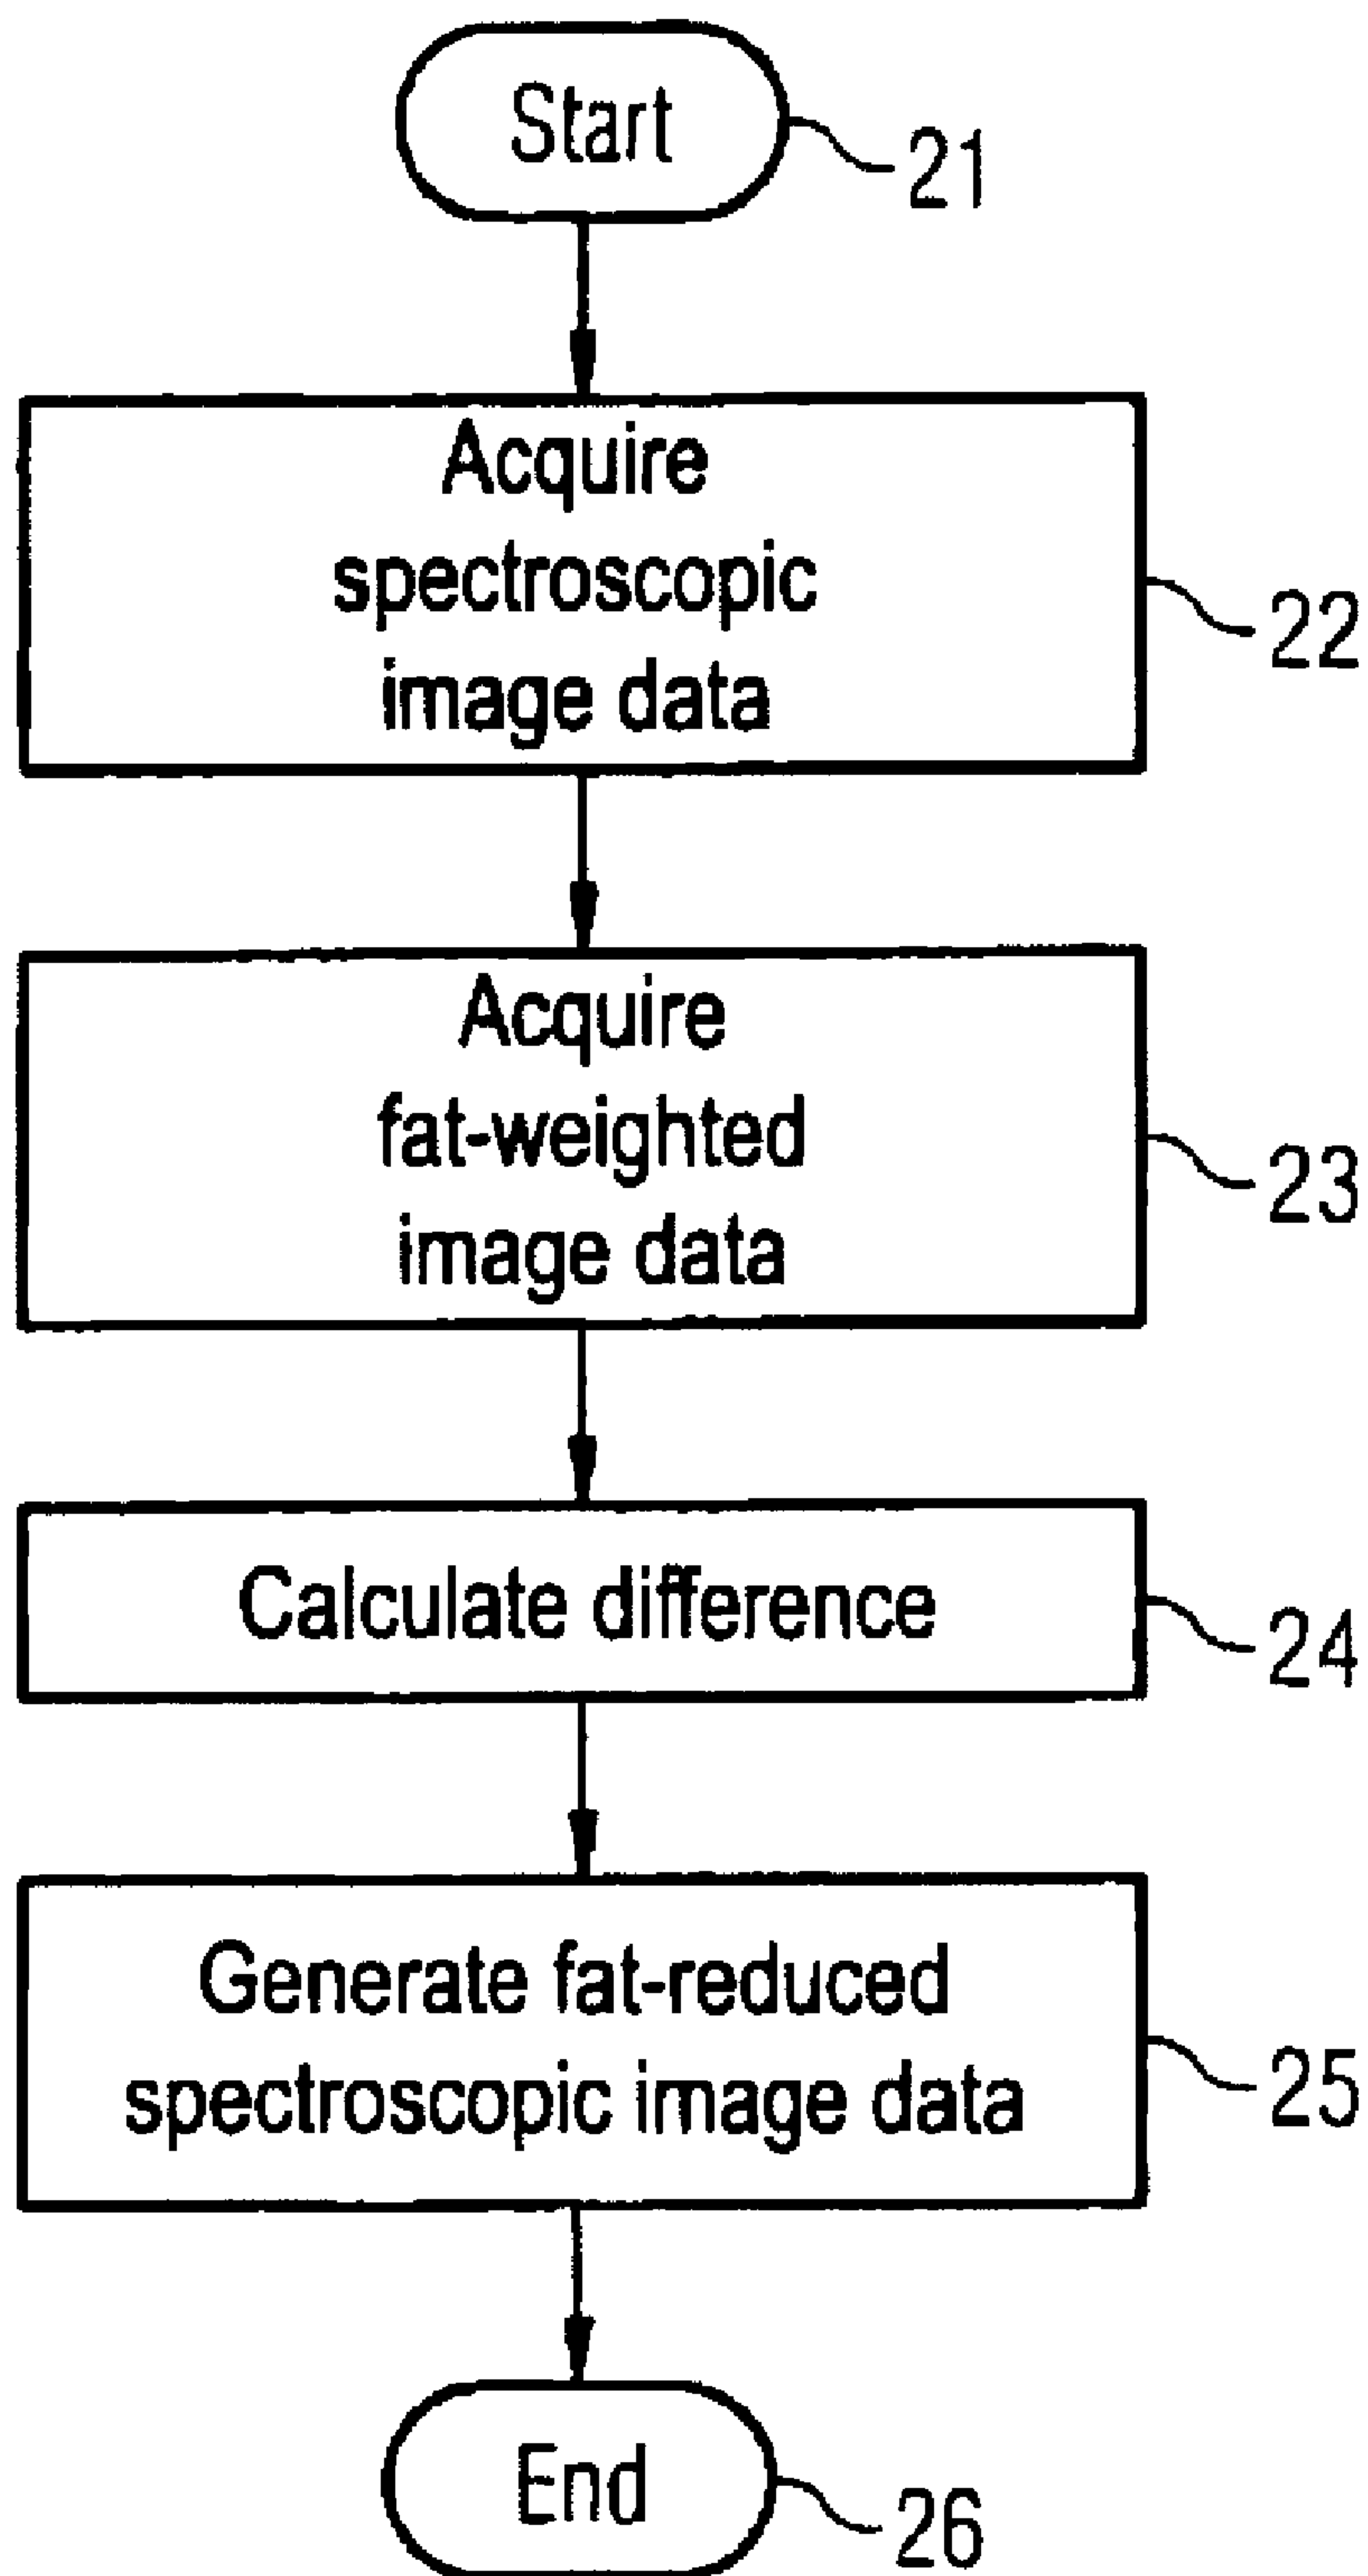 Start
21
Acquire
spectroscopic
image data
22
Acquire
fat-weighted
image data
23
Calculate difference
24
Generate fat-reduced
spectroscopic image data
25
End
26